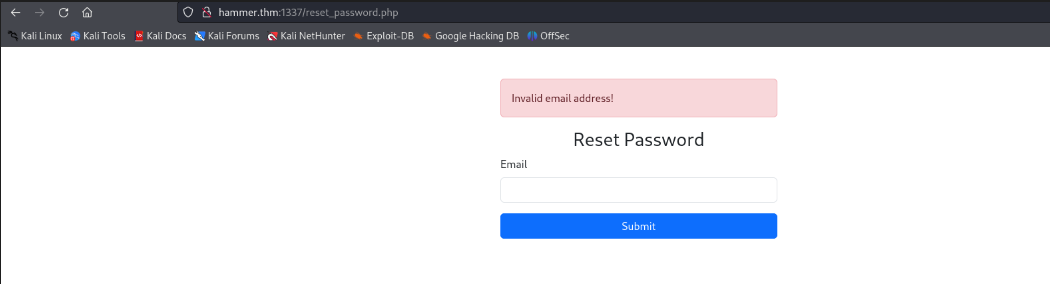 hammer.thm:1337/reset_password.php
Kali Linux Kali Tools Kali Docs Kali Forums Kali NetHunter Exploit-DB Google Hacking DB OffSec
Invalid email address!
Reset Password
Email
Submit